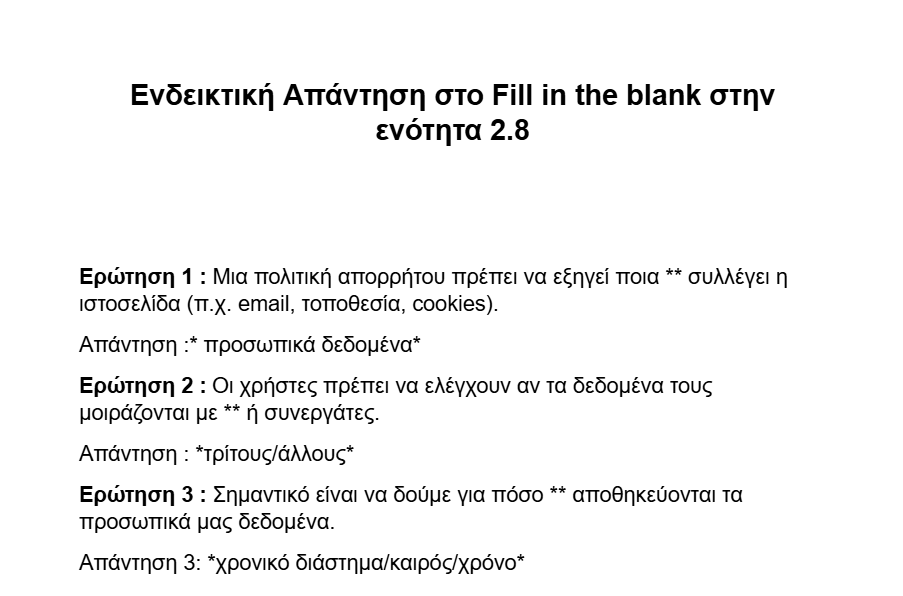 Ενδεικτική Απάντηση στο Fill in the blank στην
ενότητα 2.8
Ερώτηση 1 : Μια πολιτική απορρήτου πρέπει να εξηγεί ποια ** συλλέγει η
ιστοσελίδα (π.χ. email, τοποθεσία, cookies).
Απάντηση :* προσωπικά δεδομένα*
Ερώτηση 2 : Οι χρήστες πρέπει να ελέγχουν αν τα δεδομένα τους
μοιράζονται με ** ή συνεργάτες.
Απάντηση : *τρίτους/άλλους*
Ερώτηση 3 : Σημαντικό είναι να δούμε για πόσο ** αποθηκεύονται τα
προσωπικά μας δεδομένα.
Απάντηση 3: *χρονικό διάστημα/καιρός/χρόνο*